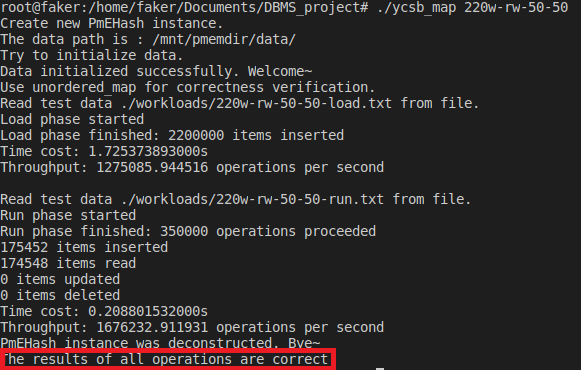 root@faker:/home/faker/Documents/DBMS_project# ./ycsb_map 220w-rw-50-50
Create new PmEHash instance.
The data path is : /mnt/pmemdir/data/
Try to initialize data.
Data initialized successfully. Welcome~
Use unordered_map for correctness verification.
Read test data ./workloads/220w-rw-50-50-load.txt from file.
Load phase started
Load phase finished: 2200000 items inserted
Time cost: 1.725373893000s
Throughput: 1275085.944516 operations per second

Read test data ./workloads/220w-rw-50-50-run.txt from file.
Run phase started
Run phase finished: 350000 operations proceeded
175452 items inserted
174548 items read
0 items updated
0 items deleted
Time cost: 0.208801532000s
Throughput: 1676232.911931 operations per second
PmEHash instance was deconstructed. Bye~
The results of all operations are correct